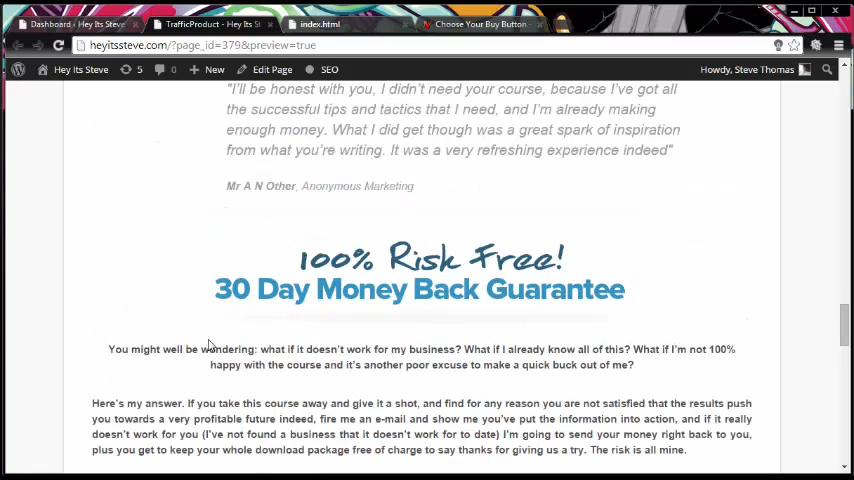 Dashboard ‹ Hey Its Steve
TrafficProduct - Hey Its St
index.html
Choose Your Buy Button -
heyitssteve.com/?page_id=379&preview=true
Hey Its Steve
5
0
New
Edit Page
SEO
Howdy, Steve Thomas
"I'll be honest with you, I didn't need your course, because I've got all
the successful tips and tactics that I need, and I'm already making
enough money. What I did get though was a great spark of inspiration
from what you're writing. It was a very refreshing experience indeed"
Mr A N Other, Anonymous Marketing
100% Risk Free!
30 Day Money Back Guarantee
You might well be wondering: what if it doesn't work for my business? What if I already know all of this? What if I'm not 100%
happy with the course and it's another poor excuse to make a quick buck out of me?
Here's my answer. If you take this course away and give it a shot, and find for any reason you are not satisfied that the results push
you towards a very profitable future indeed, fire me an e-mail and show me you've put the information into action, and if it really
doesn't work for you (I've not found a business that it doesn't work for to date) I'm going to send your money right back to you,
plus you get to keep your whole download package free of charge to say thanks for giving us a try. The risk is all mine.